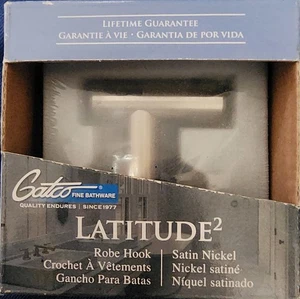 LIFETIME GUARANTEE
GARANTIE À VIE · GARANTIA DE POR VIDA
Gatco®
FINE BATHWARE
QUALITY ENDURES | SINCE 1977
LATITUDE²
Robe Hook | Satin Nickel
Crochet À Vêtements | Nickel satiné
Gancho Para Batas | Níquel satinado